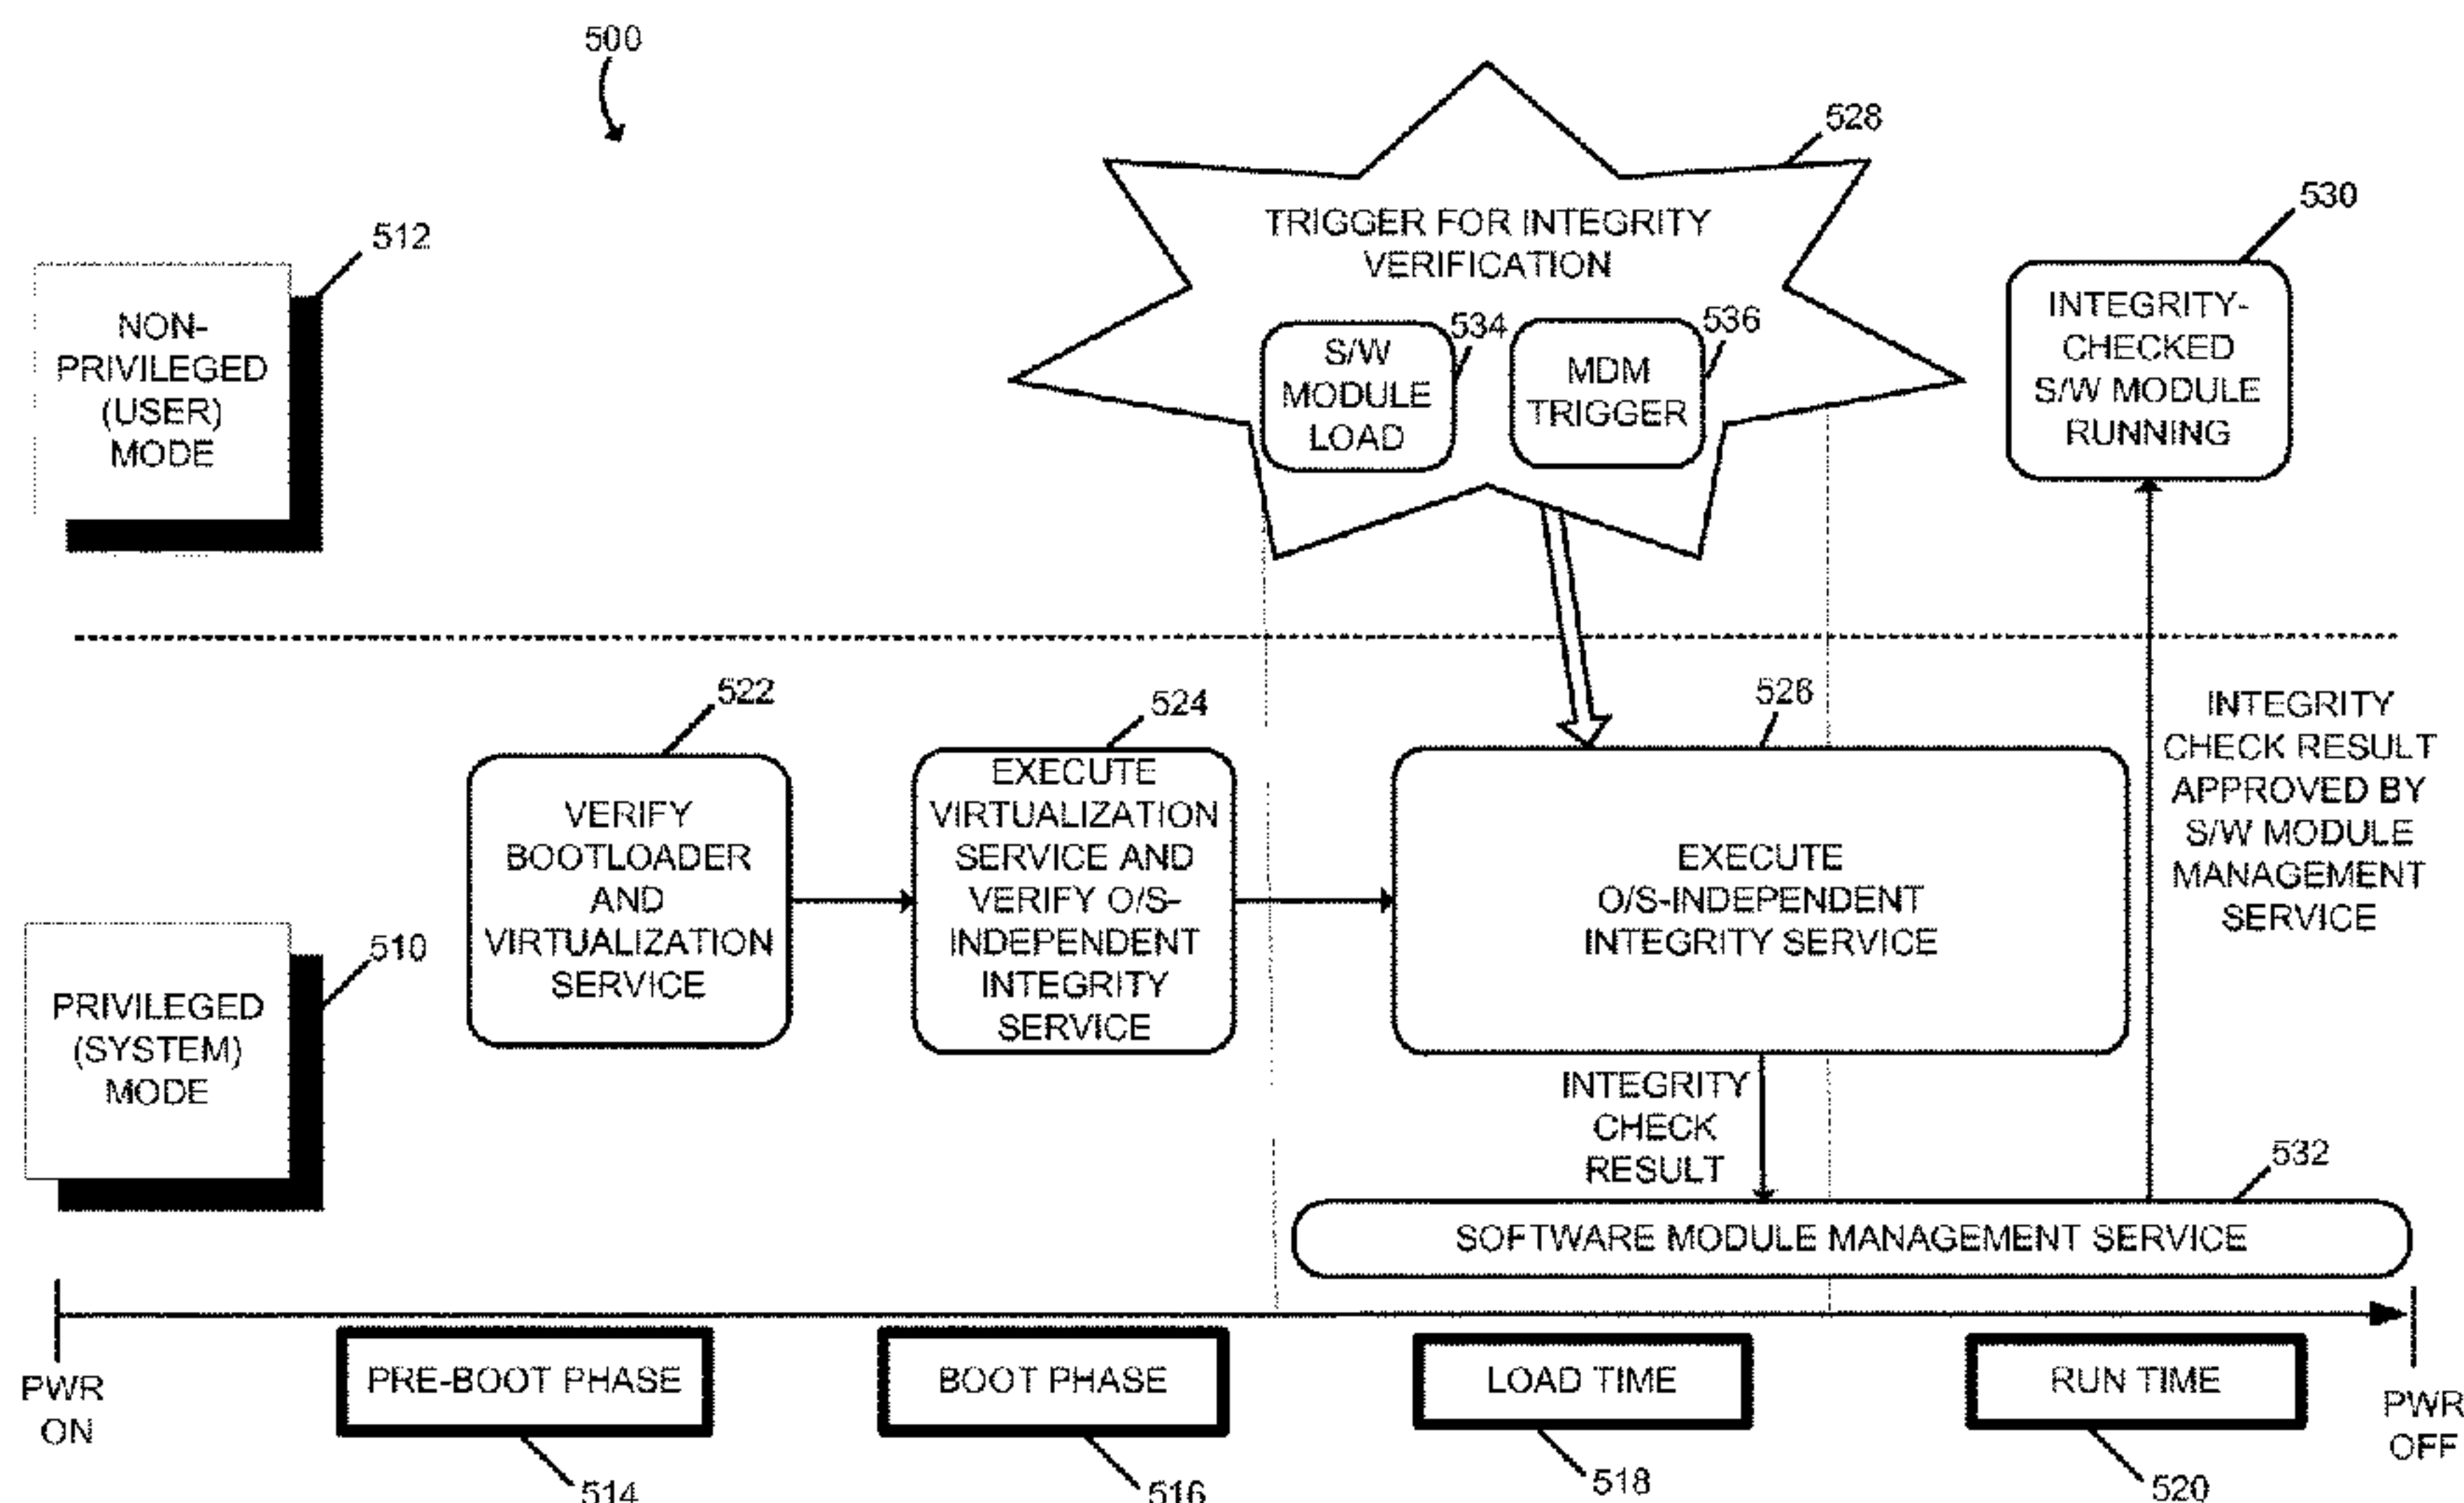 500
528
TRIGGER FOR INTEGRITY
VERIFICATION
534
S/W
MODULE
LOAD
536
MDM
TRIGGER
530
INTEGRITY-
CHECKED
S/W MODULE
RUNNING
512
NON-
PRIVILEGED
(USER)
MODE
522
VERIFY
BOOTLOADER
AND
VIRTUALIZATION
SERVICE
524
EXECUTE
VIRTUALIZATION
SERVICE AND
VERIFY O/S-
INDEPENDENT
INTEGRITY
SERVICE
526
EXECUTE
O/S-INDEPENDENT
INTEGRITY SERVICE
INTEGRITY
CHECK RESULT
APPROVED BY
S/W MODULE
MANAGEMENT
SERVICE
510
PRIVILEGED
(SYSTEM)
MODE
INTEGRITY
CHECK
RESULT
532
SOFTWARE MODULE MANAGEMENT SERVICE
PWR
ON
PRE-BOOT PHASE
BOOT PHASE
LOAD TIME
RUN TIME
PWR
OFF
514
516
518
520